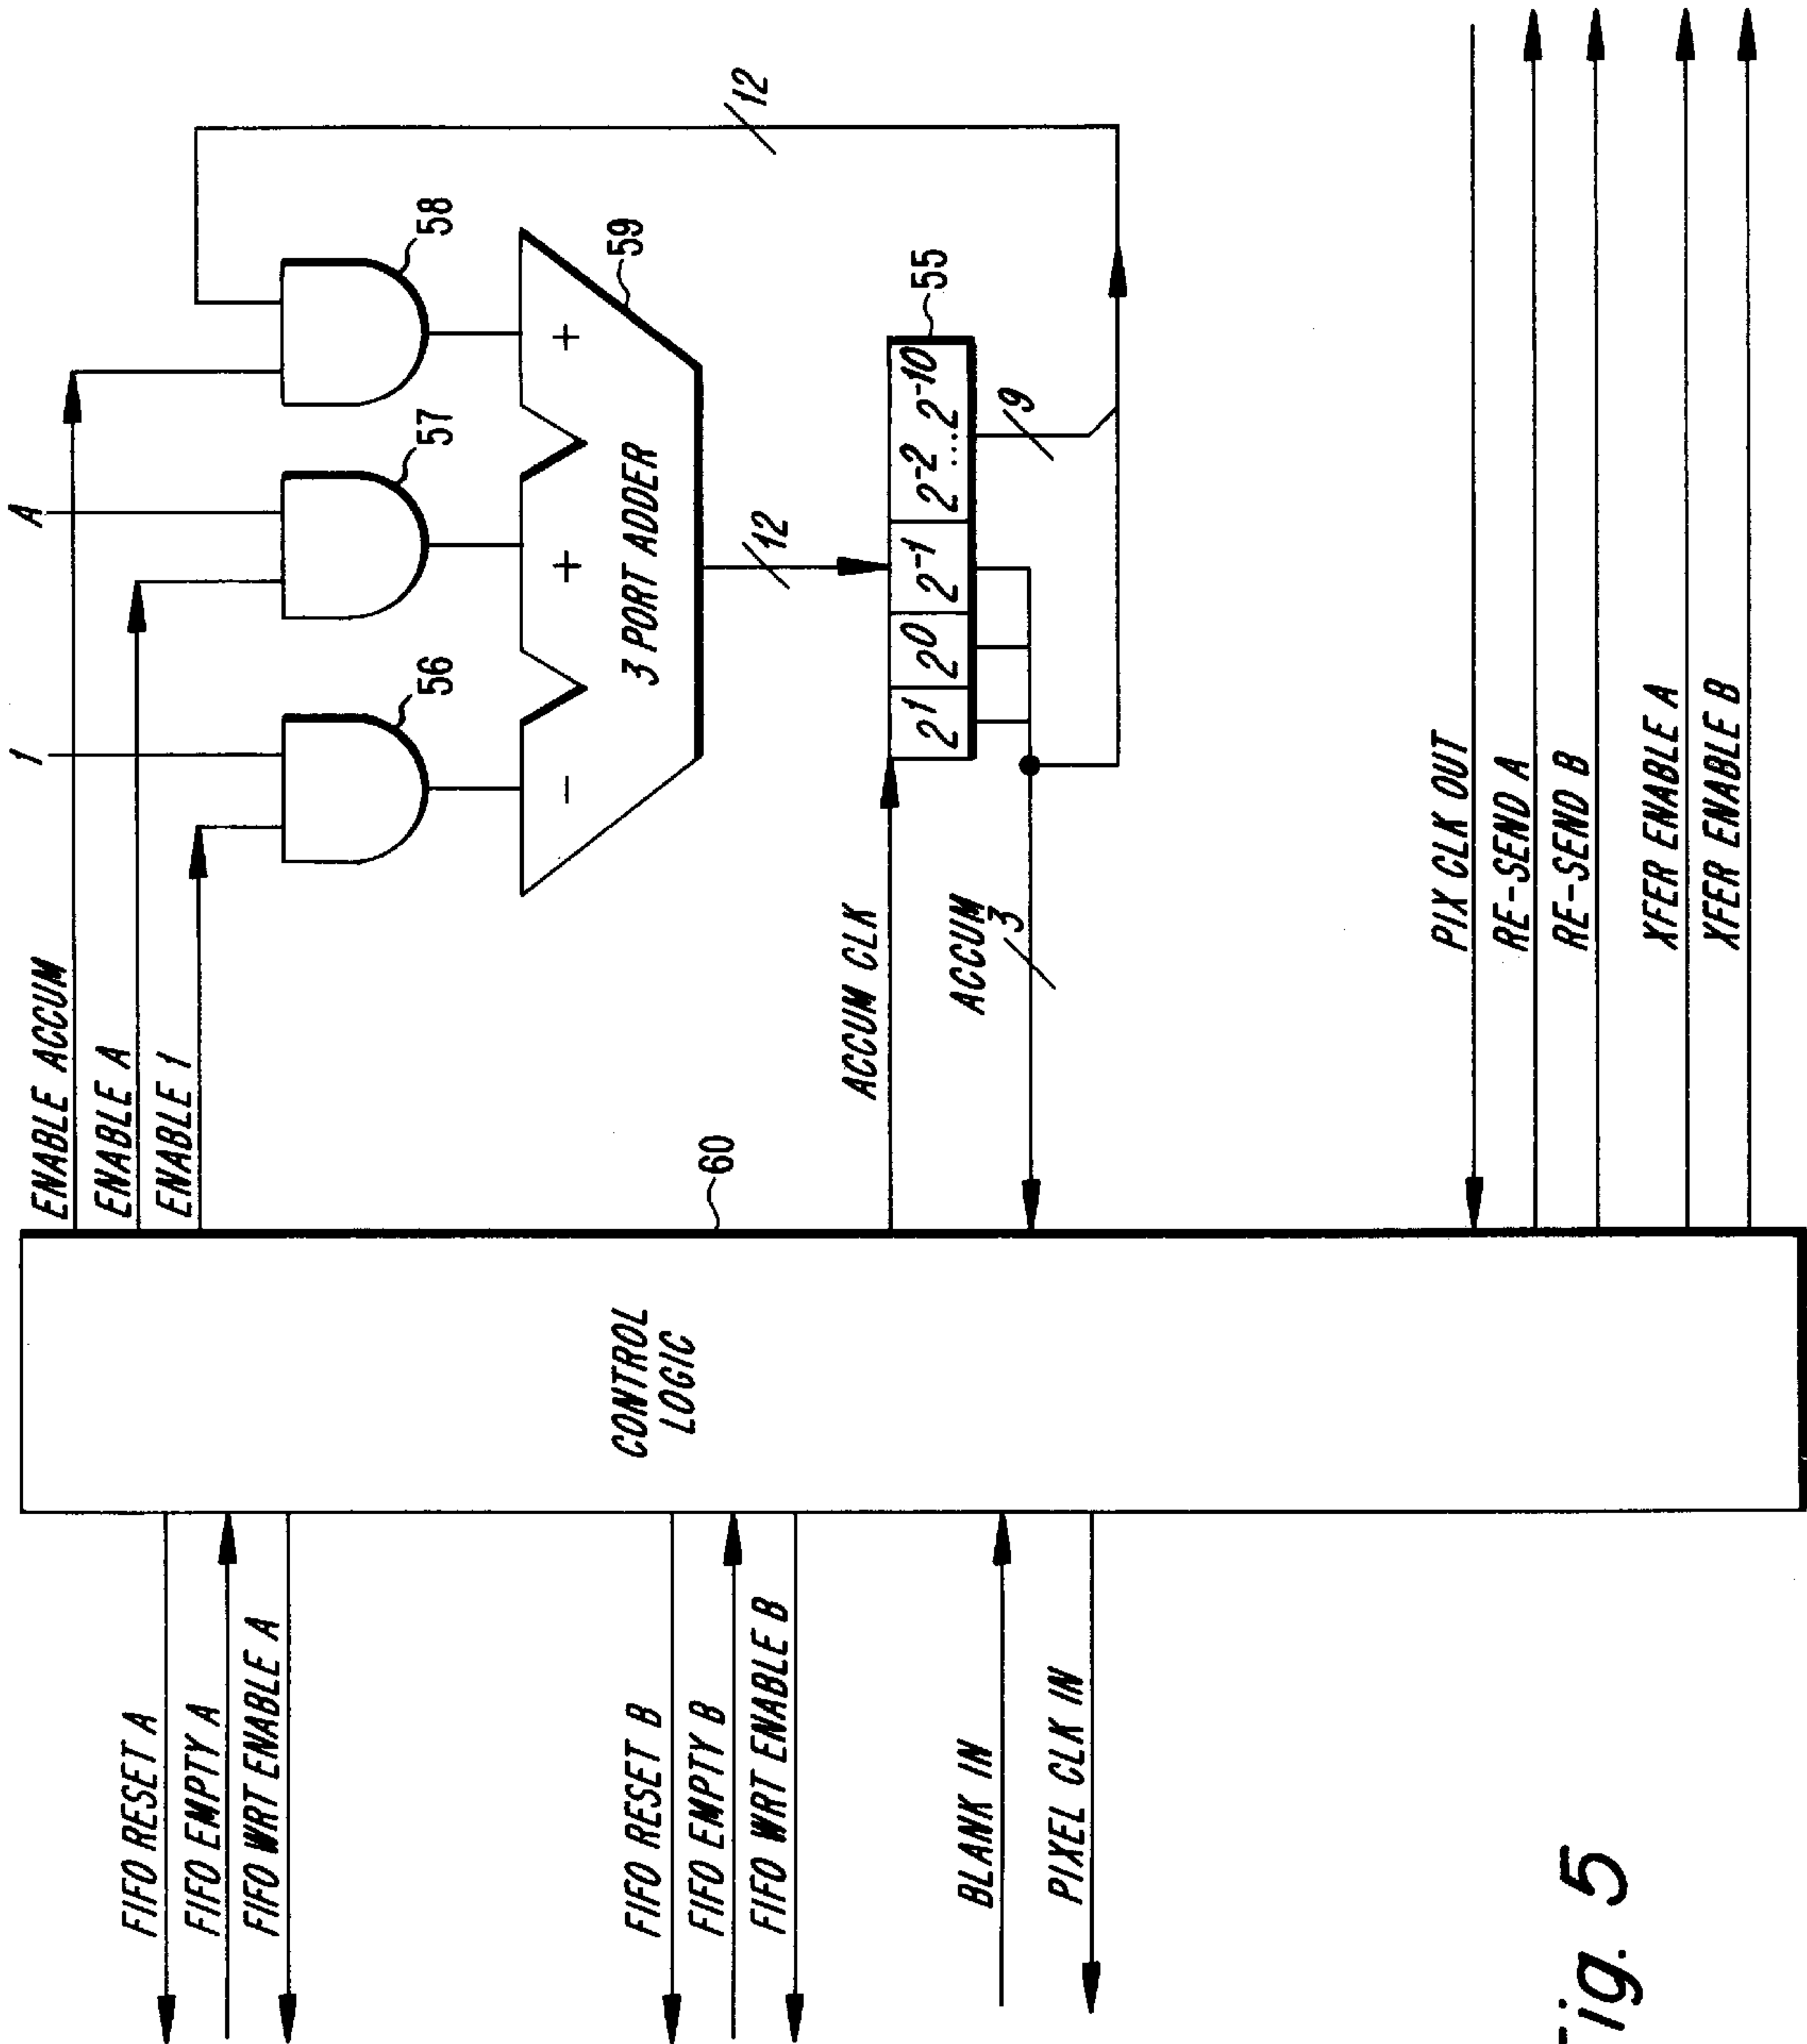 ENABLE ACCUM
ENABLE A
ENABLE 1
1
A
56
57
58
12
-
+
+
3 PORT ADDER
59
12
2^1
2^0
2^-1
2^-2...2^-10
55
9
ACCUM CLK
ACCUM
3
60
CONTROL
LOGIC
FIFO RESET A
FIFO EMPTY A
FIFO WRT ENABLE A
FIFO RESET B
FIFO EMPTY B
FIFO WRT ENABLE B
BLANK IN
PIXEL CLK IN
PIX CLK OUT
RE-SEND A
RE-SEND B
XFER ENABLE A
XFER ENABLE B
Fig. 5